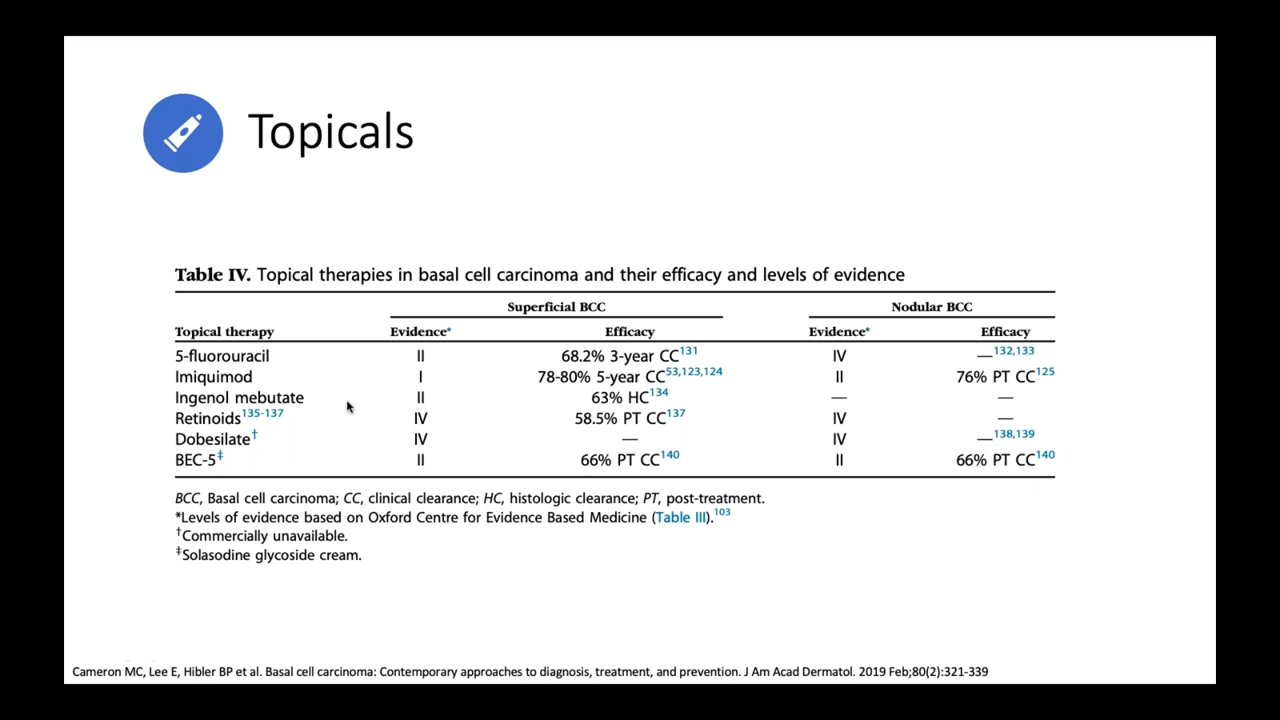 Topicals
Table IV. Topical therapies in basal cell carcinoma and their efficacy and levels of evidence
Superficial BCC Nodular BCC
Topical therapy Evidence* Efficacy Evidence* Efficacy
5-fluorouracil II 68.2% 3-year CC131 IV —132,133
Imiquimod I 78-80% 5-year CC53,123,124 II 76% PT CC125
Ingenol mebutate II 63% HC134 — —
Retinoids135-137 IV 58.5% PT CC137 IV —
Dobesilate† IV — IV —138,139
BEC-5‡ II 66% PT CC140 II 66% PT CC140
BCC, Basal cell carcinoma; CC, clinical clearance; HC, histologic clearance; PT, post-treatment.
*Levels of evidence based on Oxford Centre for Evidence Based Medicine (Table III).103
†Commercially unavailable.
‡Solasodine glycoside cream.
Cameron MC, Lee E, Hibler BP et al. Basal cell carcinoma: Contemporary approaches to diagnosis, treatment, and prevention. J Am Acad Dermatol. 2019 Feb;80(2):321-339